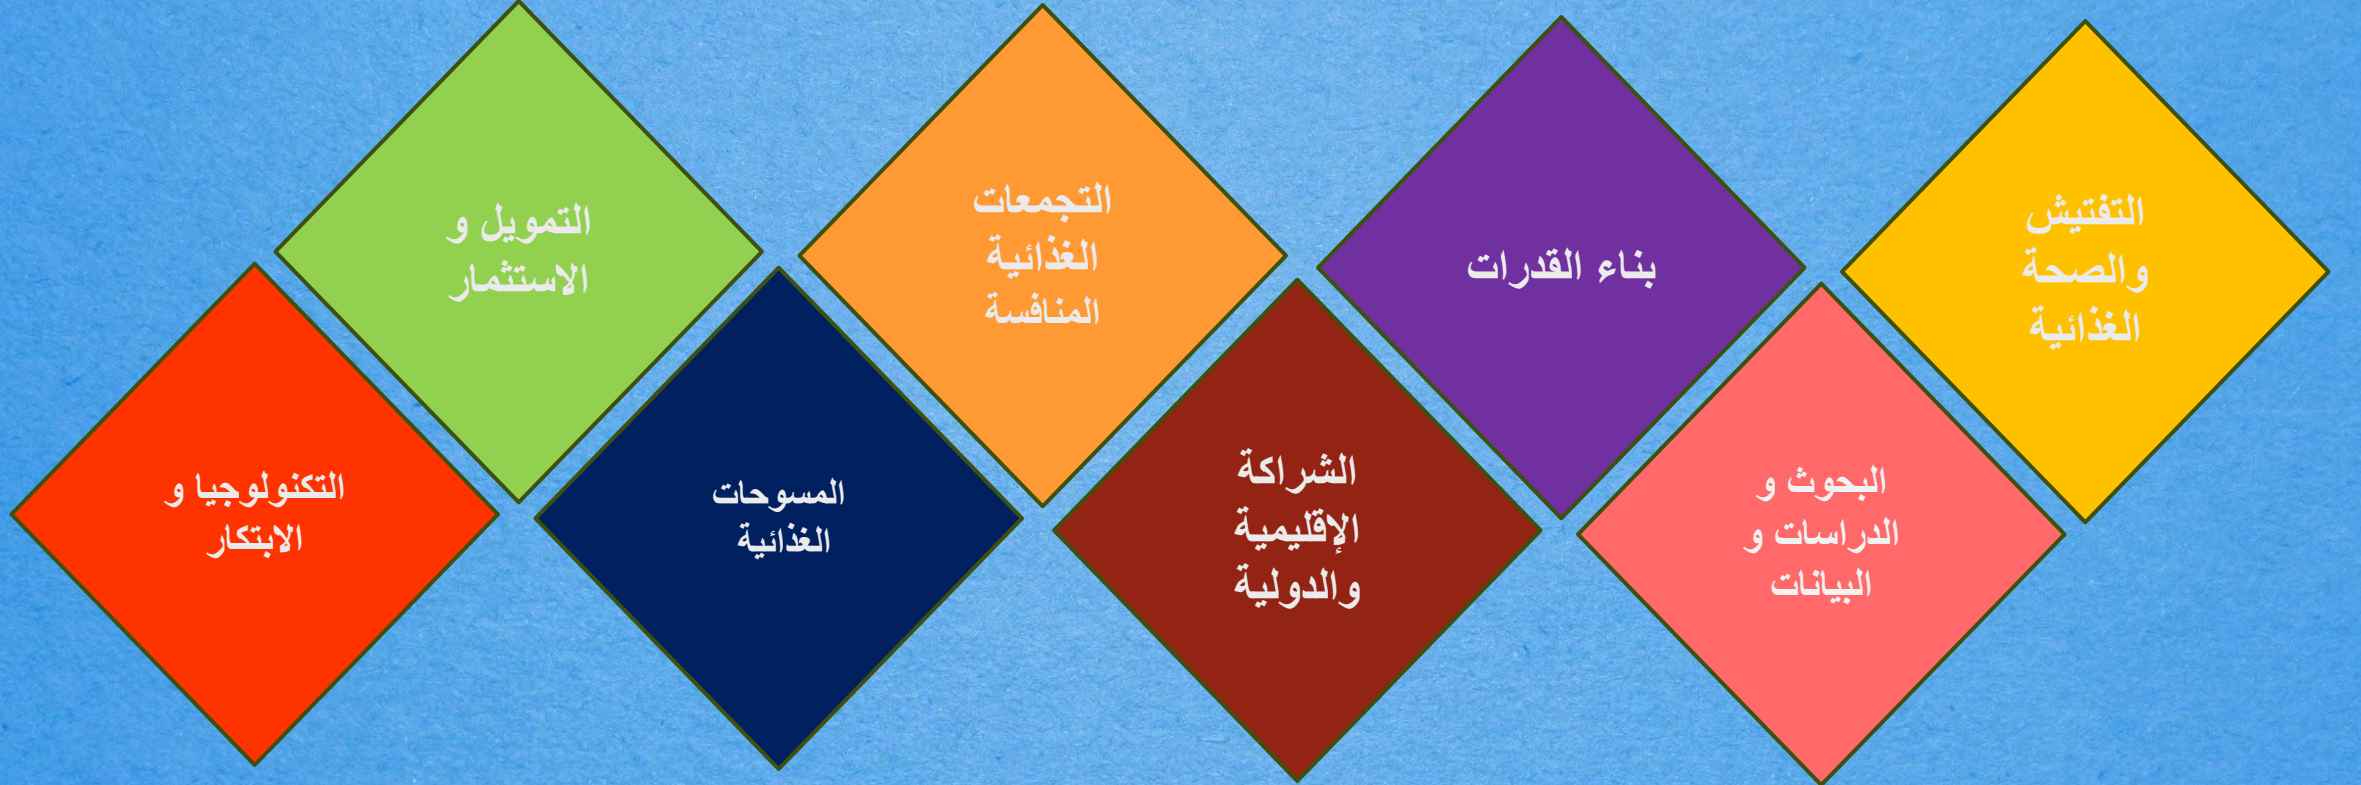 التفتيش
والصحة
الغذائية
البحوث و
الدراسات و
البيانات
بناء القدرات
الشراكة
الإقليمية
والدولية
التجمعات
الغذائية
المنافسة
المسوحات
الغذائية
التمويل و
الاستثمار
التكنولوجيا و
الابتكار